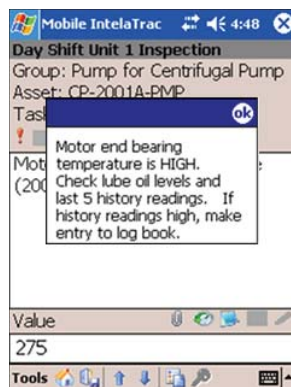 Mobile IntelaTrac 4:48
Day Shift Unit 1 Inspection
Group: Pump for Centrifugal Pump
Asset: CP-2001A-PMP
ok
Motor end bearing
temperature is HIGH.
Check lube oil levels and
last 5 history readings. If
history readings high, make
entry to log book.
Value
275
Tools